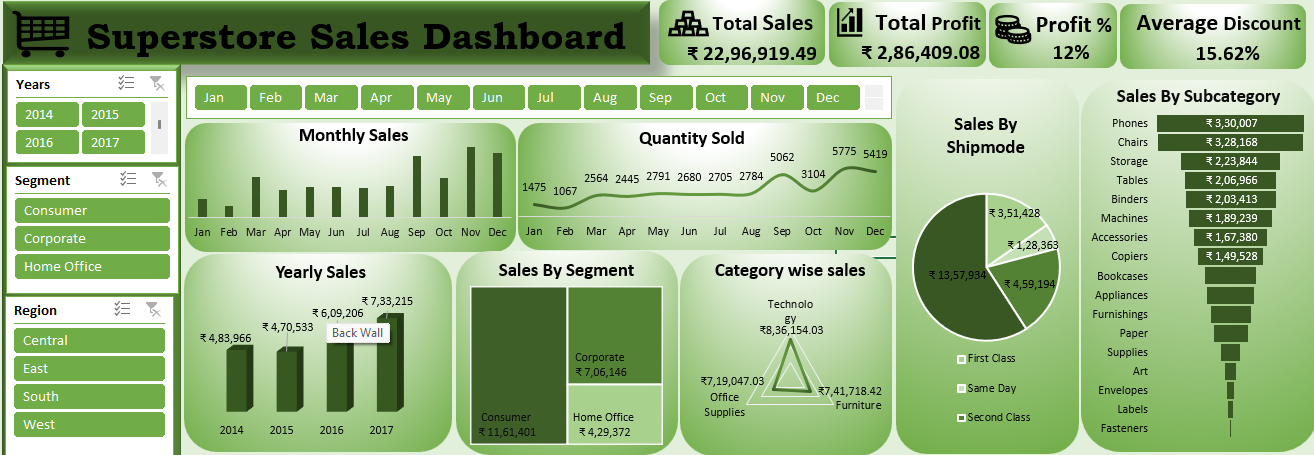 Superstore Sales Dashboard
Total Sales
₹ 22,96,919.49
Total Profit
₹ 2,86,409.08
Profit %
12%
Average Discount
15.62%
Years
2014
2015
2016
2017
Segment
Consumer
Corporate
Home Office
Region
Central
East
South
West
Jan Feb Mar Apr May Jun Jul Aug Sep Oct Nov Dec
Monthly Sales
Jan Feb Mar Apr May Jun Jul Aug Sep Oct Nov Dec
Quantity Sold
1475 1067 2564 2445 2791 2680 2705 2784 5062 3104 5775 5419
Jan Feb Mar Apr May Jun Jul Aug Sep Oct Nov Dec
Yearly Sales
₹ 4,83,966
₹ 4,70,533
₹ 6,09,206
₹ 7,33,215
Back Wall
2014 2015 2016 2017
Sales By Segment
Consumer
₹ 11,61,401
Corporate
₹ 7,06,146
Home Office
₹ 4,29,372
Category wise sales
Technolo
gy
₹8,36,154.03
₹7,19,047.03
Office
Supplies
₹7,41,718.42
Furniture
Sales By
Shipmode
₹ 3,51,428
₹ 1,28,363
₹ 4,59,194
₹ 13,57,934
First Class
Same Day
Second Class
Sales By Subcategory
Phones ₹ 3,30,007
Chairs ₹ 3,28,168
Storage ₹ 2,23,844
Tables ₹ 2,06,966
Binders ₹ 2,03,413
Machines ₹ 1,89,239
Accessories ₹ 1,67,380
Copiers ₹ 1,49,528
Bookcases
Appliances
Furnishings
Paper
Supplies
Art
Envelopes
Labels
Fasteners